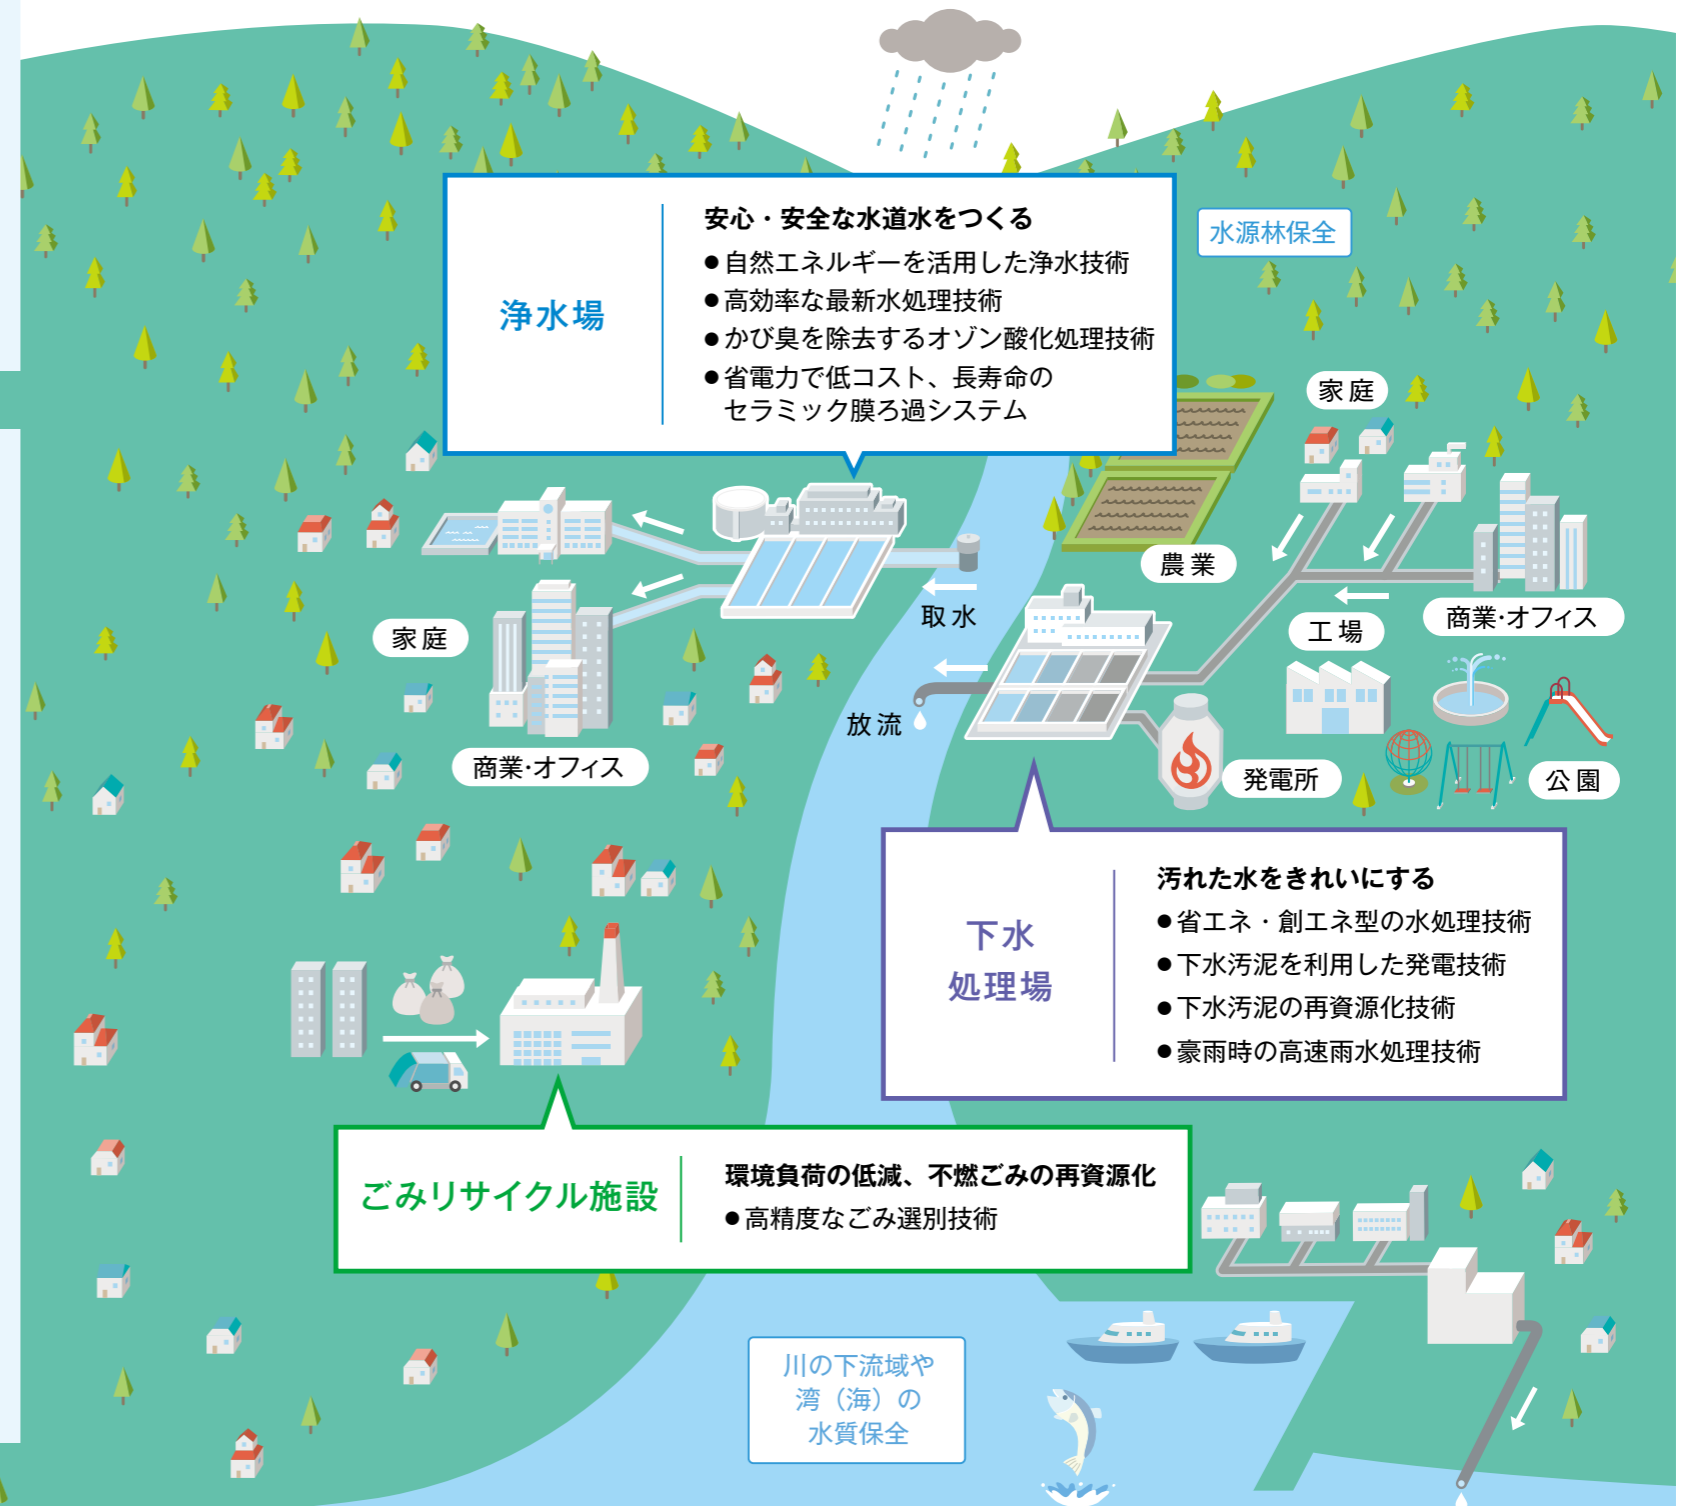 浄水場
安心・安全な水道水をつくる
●自然エネルギーを活用した浄水技術
●高効率な最新水処理技術
●かび臭を除去するオゾン酸化処理技術
●省電力で低コスト、長寿命の
セラミック膜ろ過システム
水源林保全
家庭
農業
取水
工場
商業・オフィス
家庭
放流
商業・オフィス
発電所
公園
下水
処理場
汚れた水をきれいにする
●省エネ・創エネ型の水処理技術
●下水汚泥を利用した発電技術
●下水汚泥の再資源化技術
●豪雨時の高速雨水処理技術
ごみリサイクル施設
環境負荷の低減、不燃ごみの再資源化
●高精度なごみ選別技術
川の下流域や
湾（海）の
水質保全